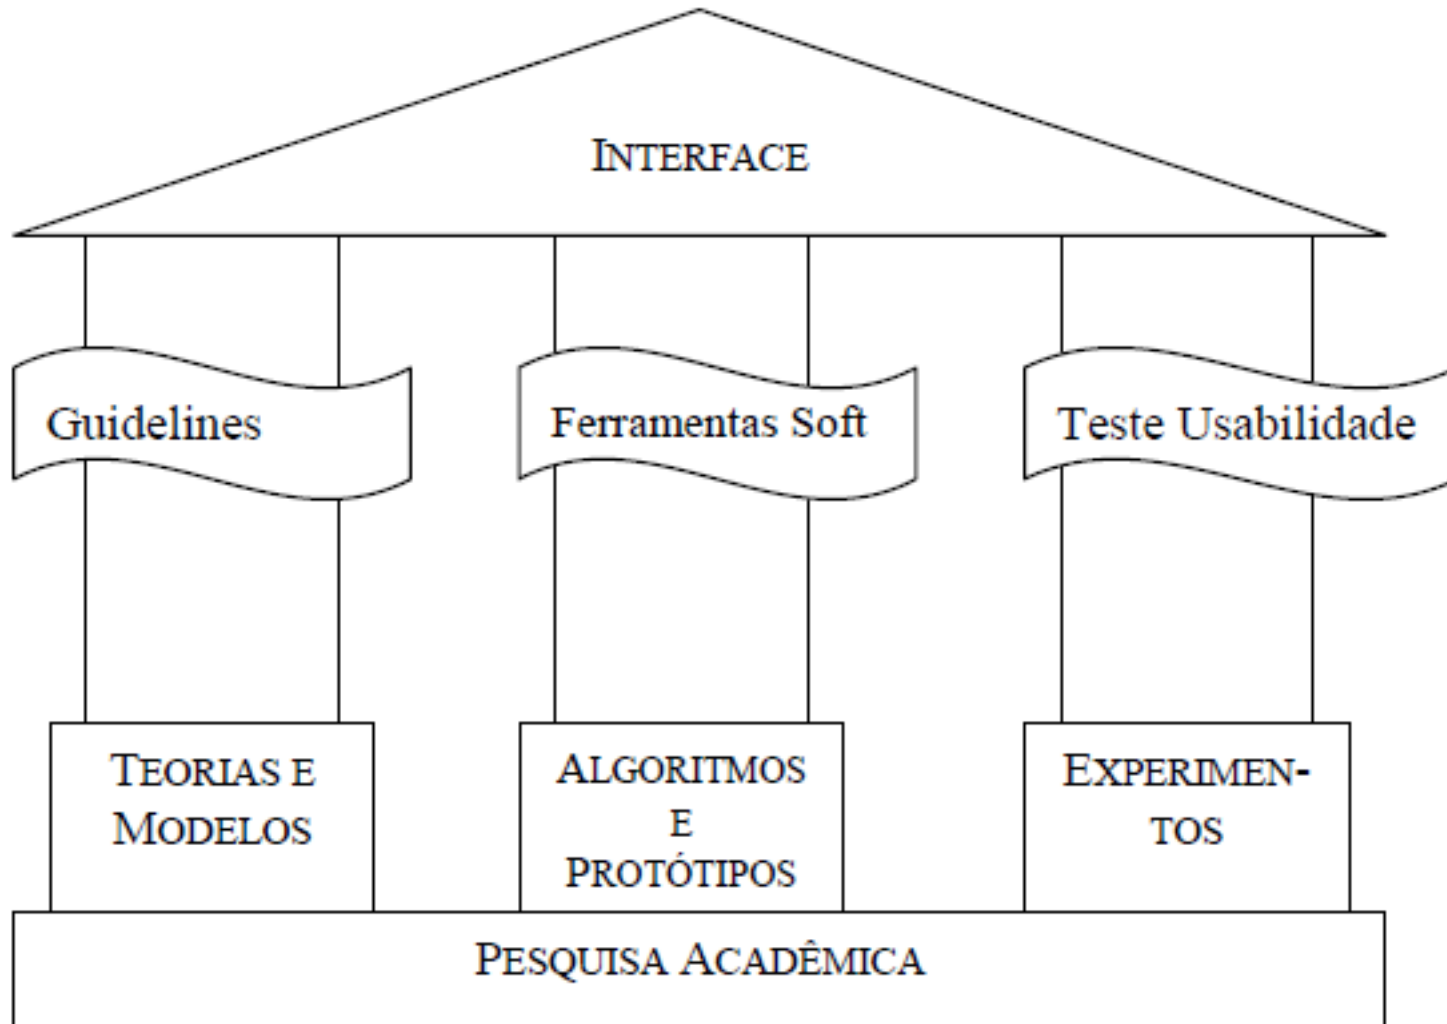 INTERFACE
Guidelines
Ferramentas Soft
Teste Usabilidade
TEORIAS E
MODELOS
ALGORITMOS
E
PROTÓTIPOS
EXPERIMEN-
TOS
PESQUISA ACADÊMICA